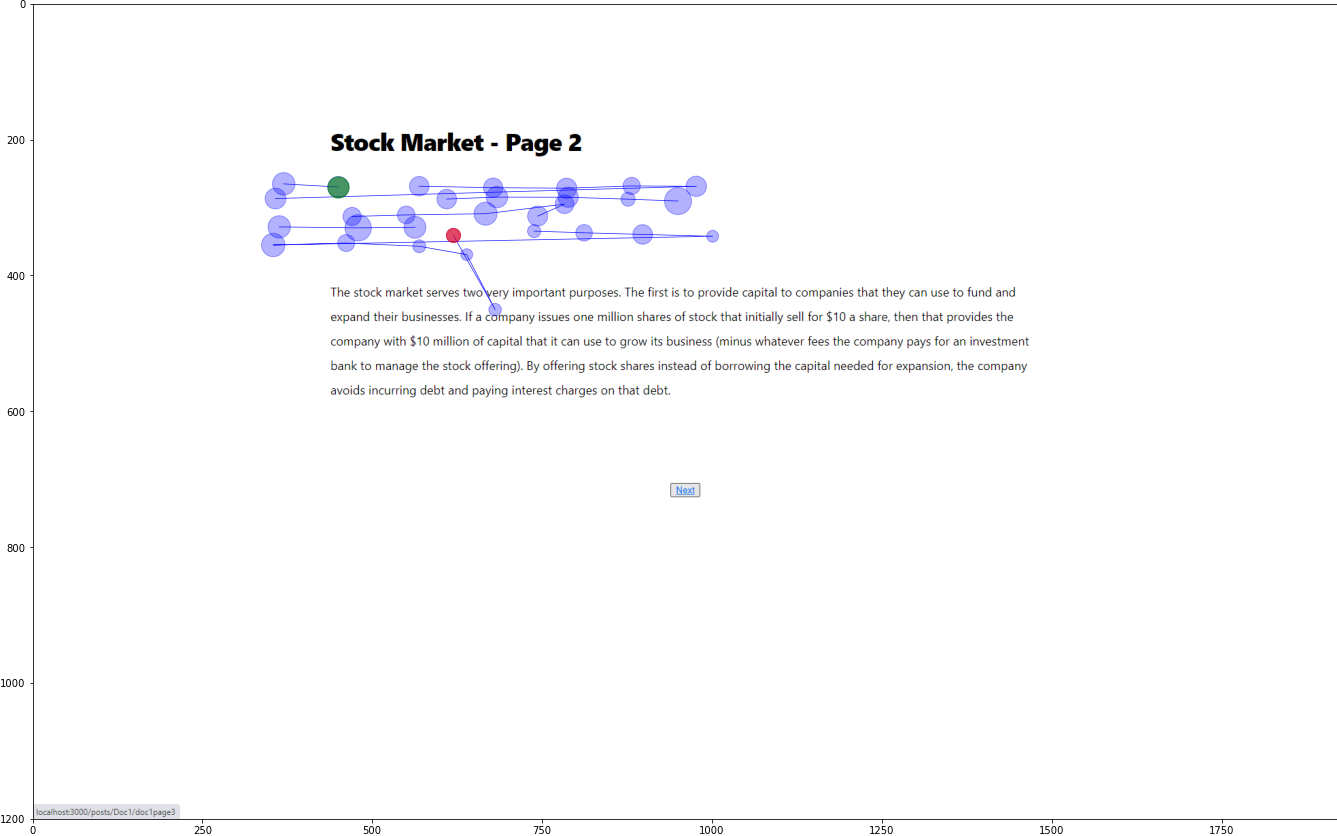 0
200
Stock Market - Page 2
400
The stock market serves two very important purposes. The first is to provide capital to companies that they can use to fund and
expand their businesses. If a company issues one million shares of stock that initially sell for $10 a share, then that provides the
company with $10 million of capital that it can use to grow its business (minus whatever fees the company pays for an investment
bank to manage the stock offering). By offering stock shares instead of borrowing the capital needed for expansion, the company
avoids incurring debt and paying interest charges on that debt.
600
Next
800
1000
localhost:3000/posts/Doc1/doc1page3
1200
0 250 500 750 1000 1250 1500 1750